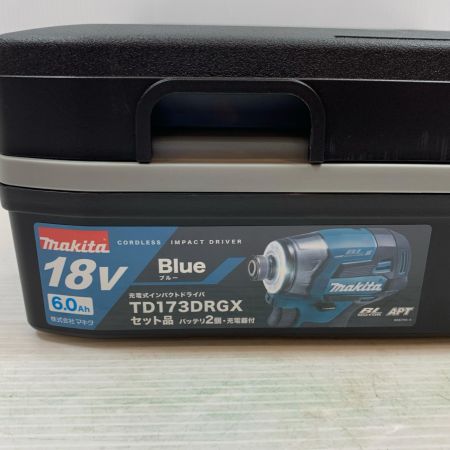 makita
CORDLESS IMPACT DRIVER
18V
6.0Ah
株式会社マキタ
Blue
ブルー
充電式インパクトドライバ
TD173DRGX
セット品 バッテリ2個・充電器付
makita
BL
APT